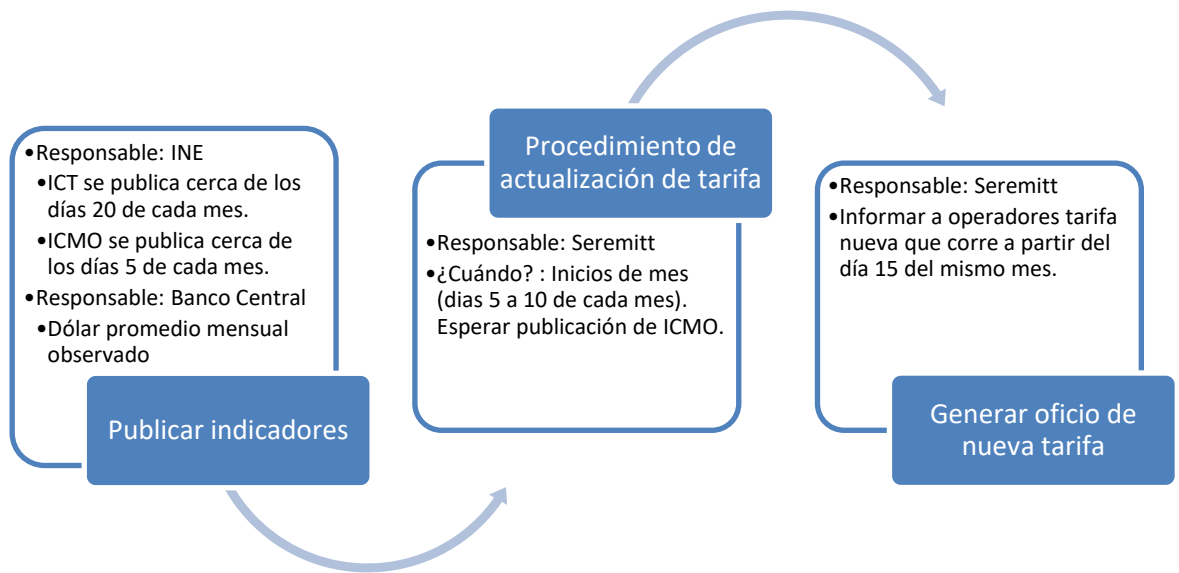 •Responsable: INE
•ICT se publica cerca de los
días 20 de cada mes.
•ICMO se publica cerca de
los días 5 de cada mes.
•Responsable: Banco Central
•Dólar promedio mensual
observado
Publicar indicadores
Procedimiento de
actualización de tarifa
•Responsable: Seremitt
•¿Cuándo? : Inicios de mes
(dias 5 a 10 de cada mes).
Esperar publicación de ICMO.
•Responsable: Seremitt
•Informar a operadores tarifa
nueva que corre a partir del
día 15 del mismo mes.
Generar oficio de
nueva tarifa